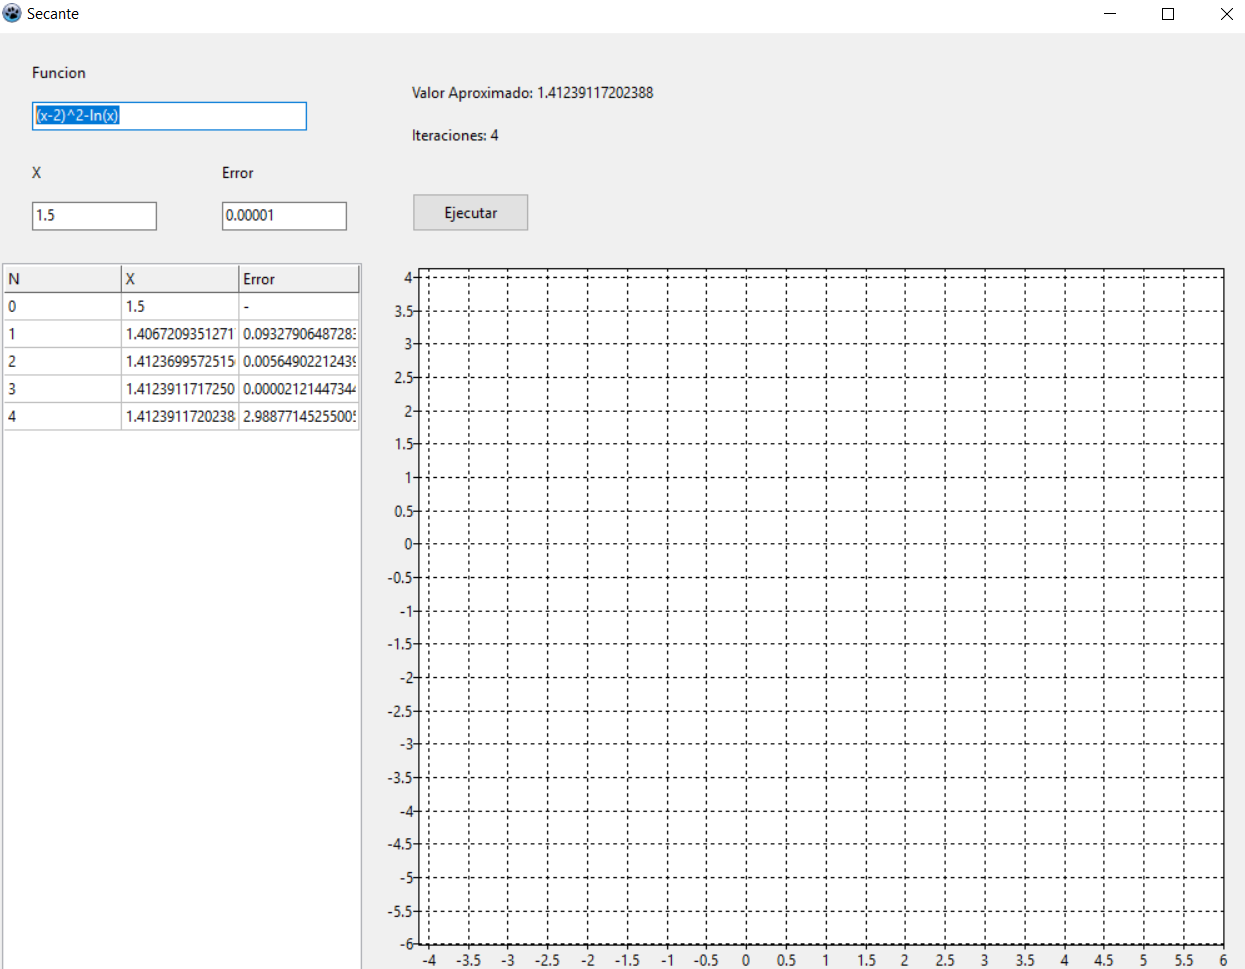 Secante
Funcion
(x-2)^2-ln(x)
Valor Aproximado: 1.41239117202388
Iteraciones: 4
X Error
1.5 0.00001
Ejecutar
N X Error
0 1.5 -
1 1.4067209351271 0.0932790648728
2 1.412369957251 0.0056490221243
3 1.4123911717250 0.0000212144734
4 1.412391172023 2.9887714525500
4
3.5
3
2.5
2
1.5
1
0.5
0
-0.5
-1
-1.5
-2
-2.5
-3
-3.5
-4
-4.5
-5
-5.5
-6
-4 -3.5 -3 -2.5 -2 -1.5 -1 -0.5 0 0.5 1 1.5 2 2.5 3 3.5 4 4.5 5 5.5 6